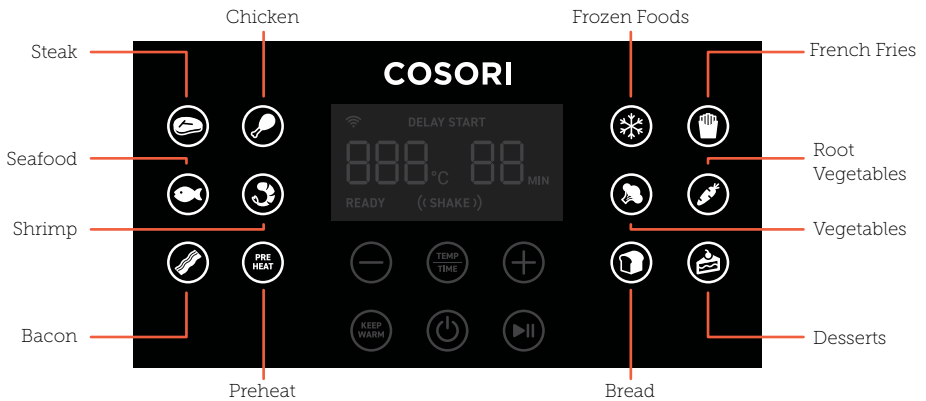 Chicken
Frozen Foods
Steak
French Fries
COSORI
DELAY START
888 °C 88 MIN
READY ((SHAKE))
Seafood
Root
Vegetables
Shrimp
Vegetables
PRE
HEAT
TEMP
TIME
KEEP
WARM
Bacon
Desserts
Preheat
Bread